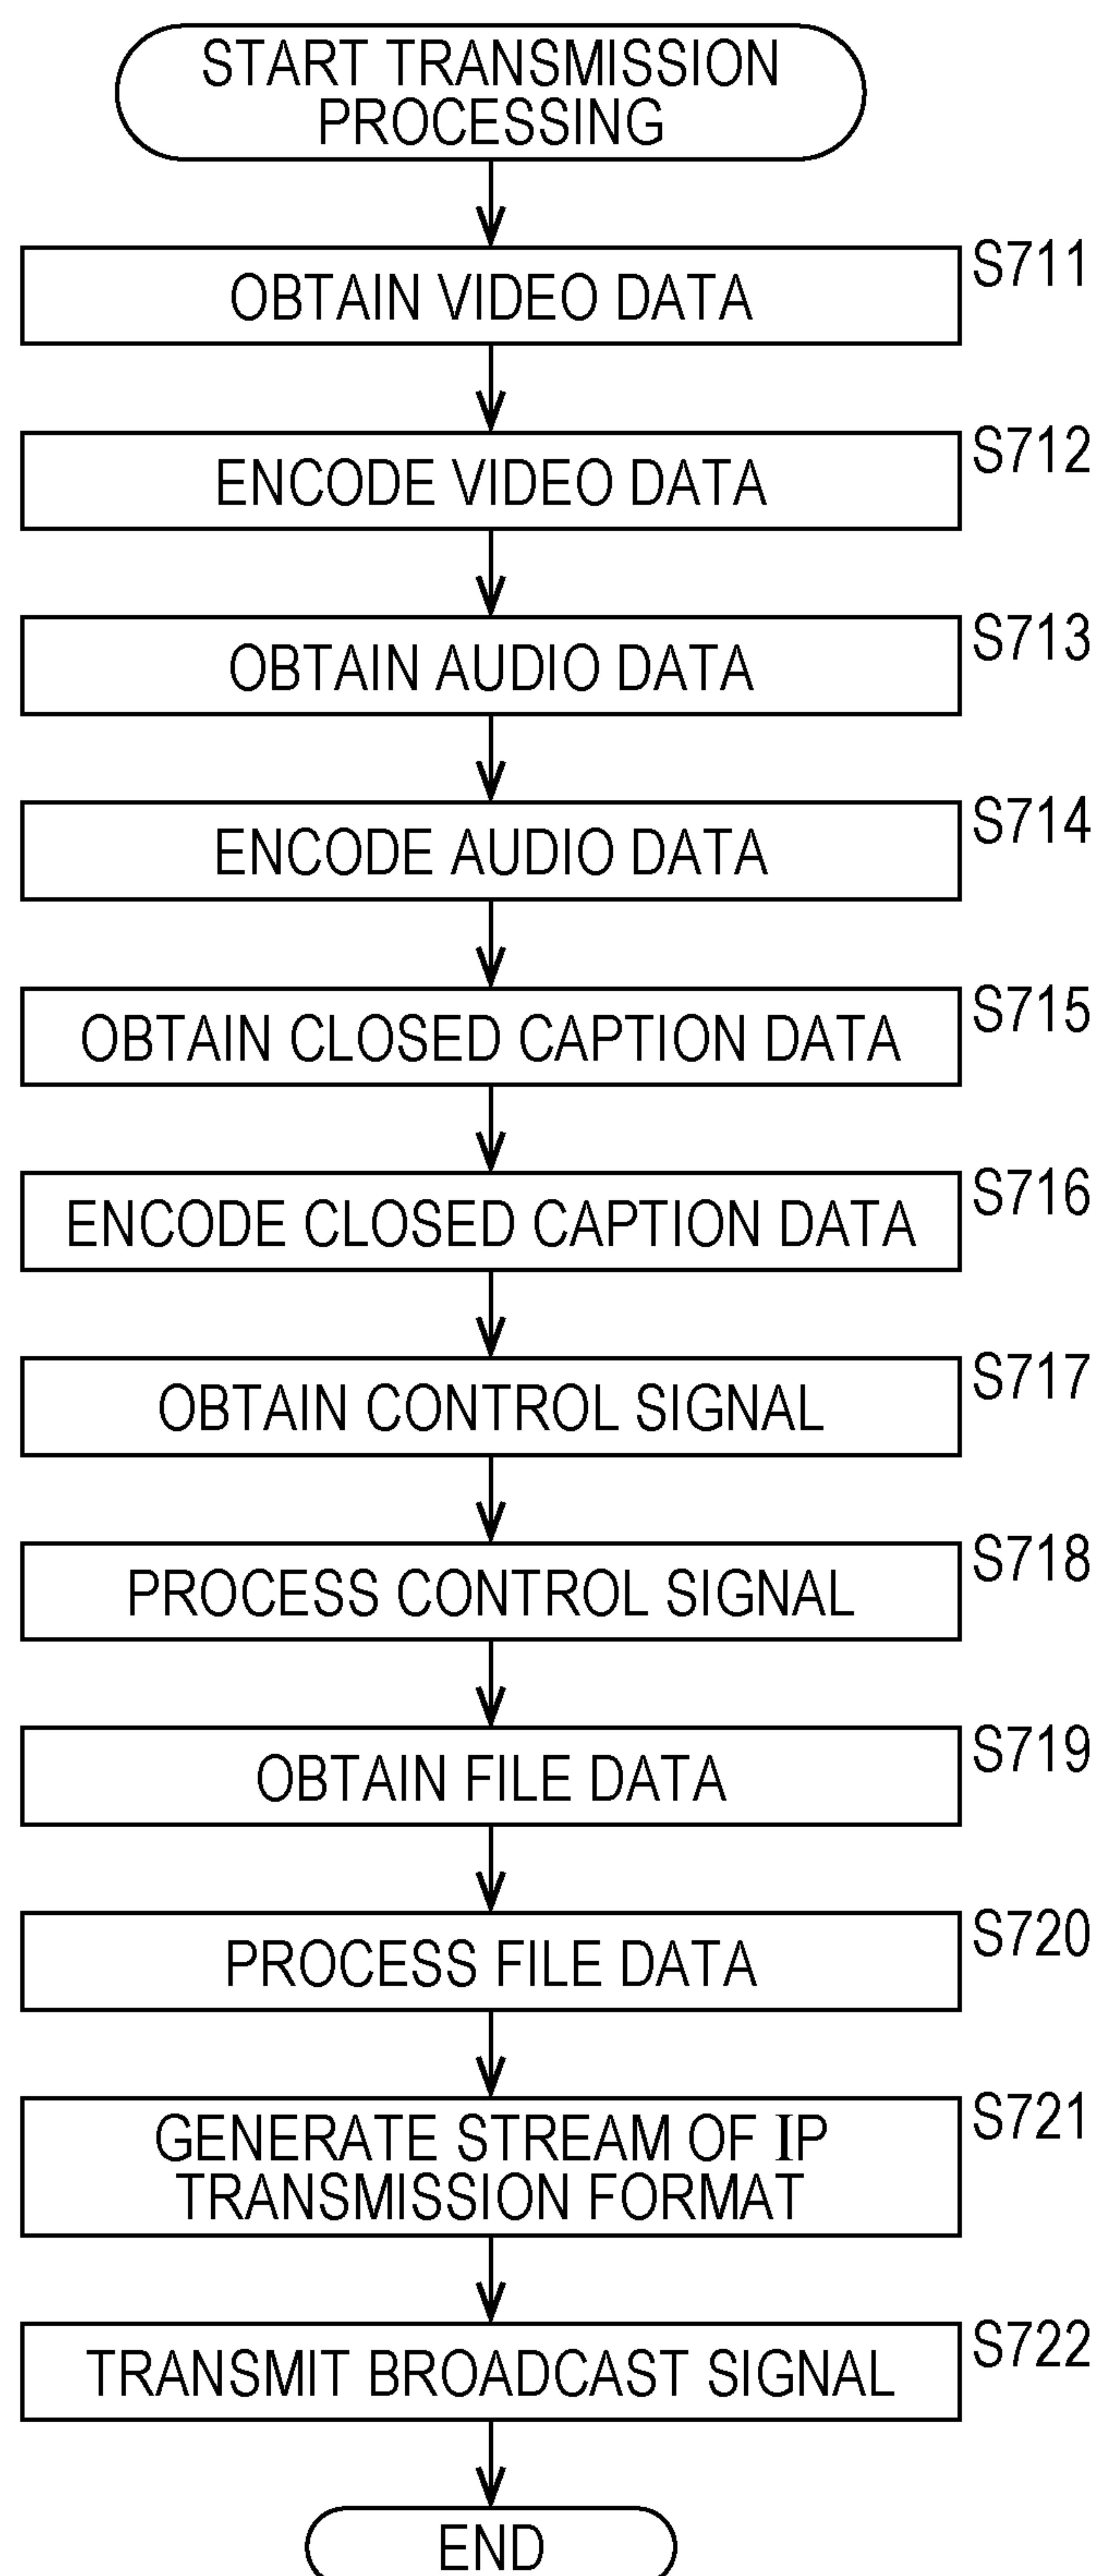 START TRANSMISSION
PROCESSING
S711
OBTAIN VIDEO DATA
S712
ENCODE VIDEO DATA
S713
OBTAIN AUDIO DATA
S714
ENCODE AUDIO DATA
S715
OBTAIN CLOSED CAPTION DATA
S716
ENCODE CLOSED CAPTION DATA
S717
OBTAIN CONTROL SIGNAL
S718
PROCESS CONTROL SIGNAL
S719
OBTAIN FILE DATA
S720
PROCESS FILE DATA
S721
GENERATE STREAM OF IP
TRANSMISSION FORMAT
S722
TRANSMIT BROADCAST SIGNAL
END